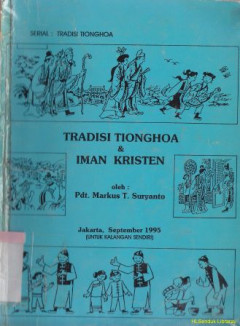 SERIAL : TRADISI TIONGHOA
TRADISI TIONGHOA
&
IMAN KRISTEN
oleh :
Pdt. Markus T. Suryanto
Jakarta, September 1995
(UNTUK KALANGAN SENDIRI)